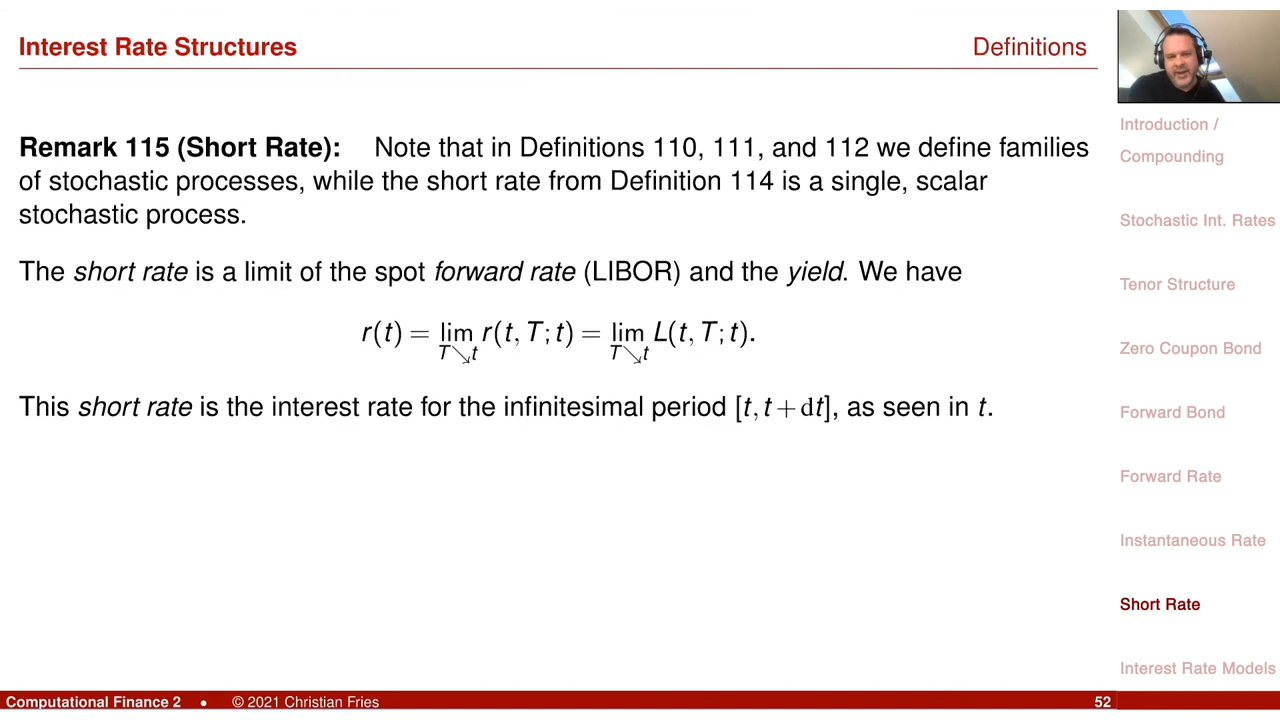 Interest Rate Structures
Definitions
Remark 115 (Short Rate): Note that in Definitions 110, 111, and 112 we define families
of stochastic processes, while the short rate from Definition 114 is a single, scalar
stochastic process.
The short rate is a limit of the spot forward rate (LIBOR) and the yield. We have
r(t) = lim r(t, T; t) = lim L(t, T; t).
T↘t T↘t
This short rate is the interest rate for the infinitesimal period [t, t + dt], as seen in t.
Introduction /
Compounding
Stochastic Int. Rates
Tenor Structure
Zero Coupon Bond
Forward Bond
Forward Rate
Instantaneous Rate
Short Rate
Interest Rate Models
Computational Finance 2 • © 2021 Christian Fries 52